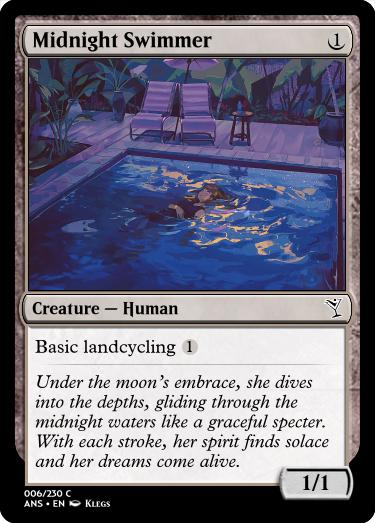 Midnight Swimmer 1
Creature — Human
Basic landcycling 1
Under the moon's embrace, she dives
into the depths, gliding through the
midnight waters like a graceful specter.
With each stroke, her spirit finds solace
and her dreams come alive.
1/1
006/230 C
ANS • EN Klegs